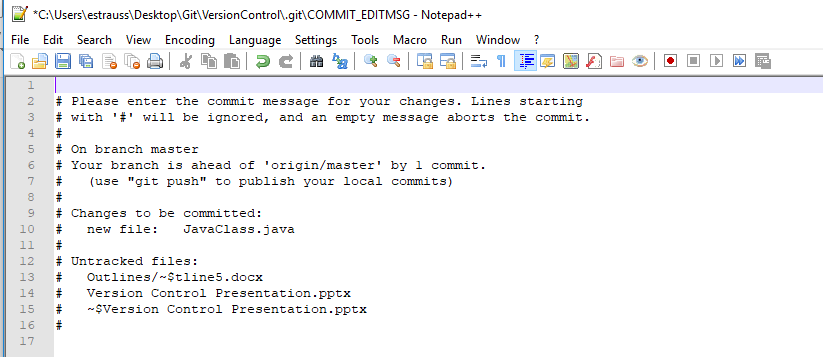 *C:\Users\estrauss\Desktop\Git\VersionControl\.git\COMMIT_EDITMSG - Notepad++
File Edit Search View Encoding Language Settings Tools Macro Run Window ?
1
2 # Please enter the commit message for your changes. Lines starting
3 # with '#' will be ignored, and an empty message aborts the commit.
4 #
5 # On branch master
6 # Your branch is ahead of 'origin/master' by 1 commit.
7 #   (use "git push" to publish your local commits)
8 #
9 # Changes to be committed:
10 #   new file:   JavaClass.java
11 #
12 # Untracked files:
13 #   Outlines/~$tline5.docx
14 #   Version Control Presentation.pptx
15 #   ~$Version Control Presentation.pptx
16 #
17